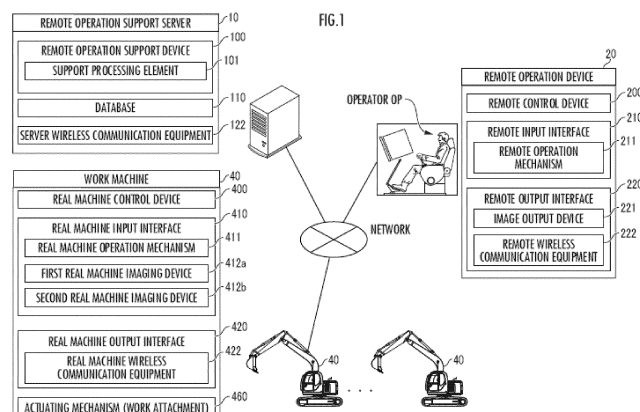 FIG.1
REMOTE OPERATION SUPPORT SERVER
10
REMOTE OPERATION SUPPORT DEVICE
100
SUPPORT PROCESSING ELEMENT
101
DATABASE
110
SERVER WIRELESS COMMUNICATION EQUIPMENT
122
WORK MACHINE
40
REAL MACHINE CONTROL DEVICE
400
REAL MACHINE INPUT INTERFACE
410
REAL MACHINE OPERATION MECHANISM
411
FIRST REAL MACHINE IMAGING DEVICE
412a
SECOND REAL MACHINE IMAGING DEVICE
412b
REAL MACHINE OUTPUT INTERFACE
420
REAL MACHINE WIRELESS
COMMUNICATION EQUIPMENT
422
ACTUATING MECHANISM (WORK ATTACHMENT)
460
OPERATOR OP
NETWORK
40
. . .
40
20
REMOTE OPERATION DEVICE
REMOTE CONTROL DEVICE
200
REMOTE INPUT INTERFACE
210
REMOTE OPERATION
MECHANISM
211
REMOTE OUTPUT INTERFACE
220
IMAGE OUTPUT DEVICE
221
REMOTE WIRELESS
COMMUNICATION EQUIPMENT
222